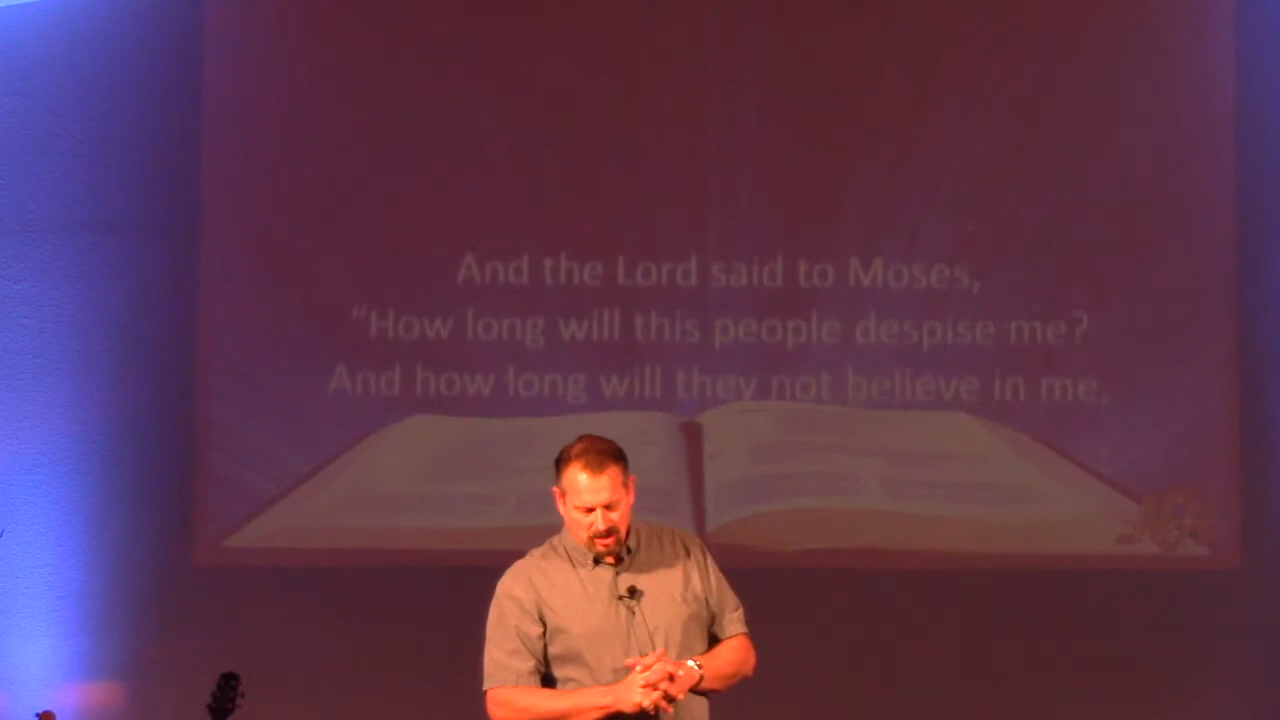 And the Lord said to Moses,
“How long will this people despise me?
And how long will they not believe in me,